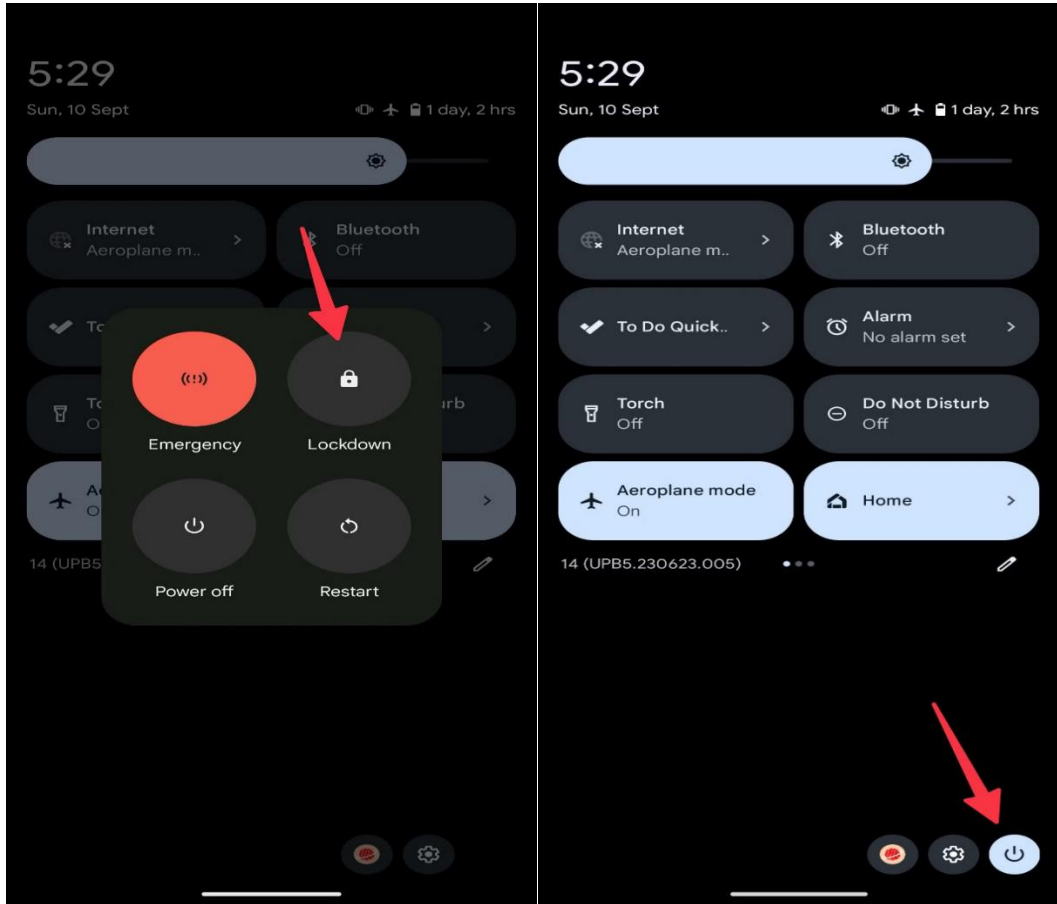 5:29
Sun, 10 Sept
1 day, 2 hrs
Internet
Aeroplane m..
Bluetooth
Off
Emergency
Lockdown
Power off
Restart
14 (UPB5
5:29
Sun, 10 Sept
1 day, 2 hrs
Internet
Aeroplane m..
Bluetooth
Off
To Do Quick..
Alarm
No alarm set
Torch
Off
Do Not Disturb
Off
Aeroplane mode
On
Home
14 (UPB5.230623.005)